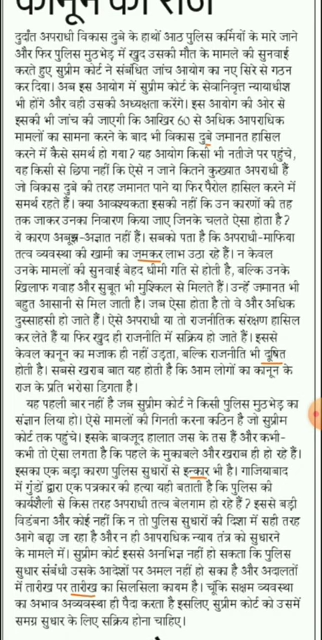 कानून का राज
दुर्दांत अपराधी विकास दुबे के हाथों आठ पुलिस कर्मियों के मारे जाने
और फिर पुलिस मुठभेड़ में खुद उसकी मौत के मामले की सुनवाई
करते हुए सुप्रीम कोर्ट ने संबंधित जांच आयोग का नए सिरे से गठन
कर दिया। अब इस आयोग में सुप्रीम कोर्ट के सेवानिवृत्त न्यायाधीश
भी होंगे और वही उसकी अध्यक्षता करेंगे। इस आयोग की ओर से
इसकी भी जांच की जाएगी कि आखिर 60 से अधिक आपराधिक
मामलों का सामना करने के बाद भी विकास दुबे जमानत हासिल
करने में कैसे समर्थ हो गया? यह आयोग किसी भी नतीजे पर पहुंचे,
यह किसी से छिपा नहीं कि ऐसे न जाने कितने कुख्यात अपराधी हैं
जो विकास दुबे की तरह जमानत पाने या फिर पैरोल हासिल करने में
समर्थ रहते हैं। क्या आवश्यकता इसकी नहीं कि उन कारणों की तह
तक जाकर उनका निवारण किया जाए जिनके चलते ऐसा होता है?
ये कारण अबूझ-अज्ञात नहीं हैं। सबको पता है कि अपराधी-माफिया
तत्व व्यवस्था की खामी का जमकर लाभ उठा रहे हैं। न केवल
उनके मामलों की सुनवाई बेहद धीमी गति से होती है, बल्कि उनके
खिलाफ गवाह और सुबूत भी मुश्किल से मिलते हैं। उन्हें जमानत भी
बहुत आसानी से मिल जाती है। जब ऐसा होता है तो वे और अधिक
दुस्साहसी हो जाते हैं। ऐसे अपराधी या तो राजनीतिक संरक्षण हासिल
कर लेते हैं या फिर खुद ही राजनीति में सक्रिय हो जाते हैं। इससे
केवल कानून का मजाक ही नहीं उड़ता, बल्कि राजनीति भी दूषित
होती है। सबसे खराब बात यह होती है कि आम लोगों का कानून के
राज के प्रति भरोसा डिगता है।
यह पहली बार नहीं है जब सुप्रीम कोर्ट ने किसी पुलिस मुठभेड़ का
संज्ञान लिया हो। ऐसे मामलों की गिनती करना कठिन है जो सुप्रीम
कोर्ट तक पहुंचे। इसके बावजूद हालात जस के तस हैं और कभी-
कभी तो ऐसा लगता है कि पहले के मुकाबले और खराब ही हो रहे हैं।
इसका एक बड़ा कारण पुलिस सुधारों से इन्कार भी है। गाजियाबाद
में गुंडों द्वारा एक पत्रकार की हत्या यही बताती है कि पुलिस की
कार्यशैली से किस तरह अपराधी तत्व बेलगाम हो रहे हैं? इससे बड़ी
विडंबना और कोई नहीं कि न तो पुलिस सुधारों की दिशा में सही तरह
आगे बढ़ा जा रहा है और न ही आपराधिक न्याय तंत्र को सुधारने
के मामले में। सुप्रीम कोर्ट इससे अनभिज्ञ नहीं हो सकता कि पुलिस
सुधार संबंधी उसके आदेशों पर अमल नहीं हो सका है और अदालतों
में तारीख पर तारीख का सिलसिला कायम है। चूंकि सक्षम व्यवस्था
का अभाव अव्यवस्था ही पैदा करता है इसलिए सुप्रीम कोर्ट को उसमें
समग्र सुधार के लिए सक्रिय होना चाहिए।